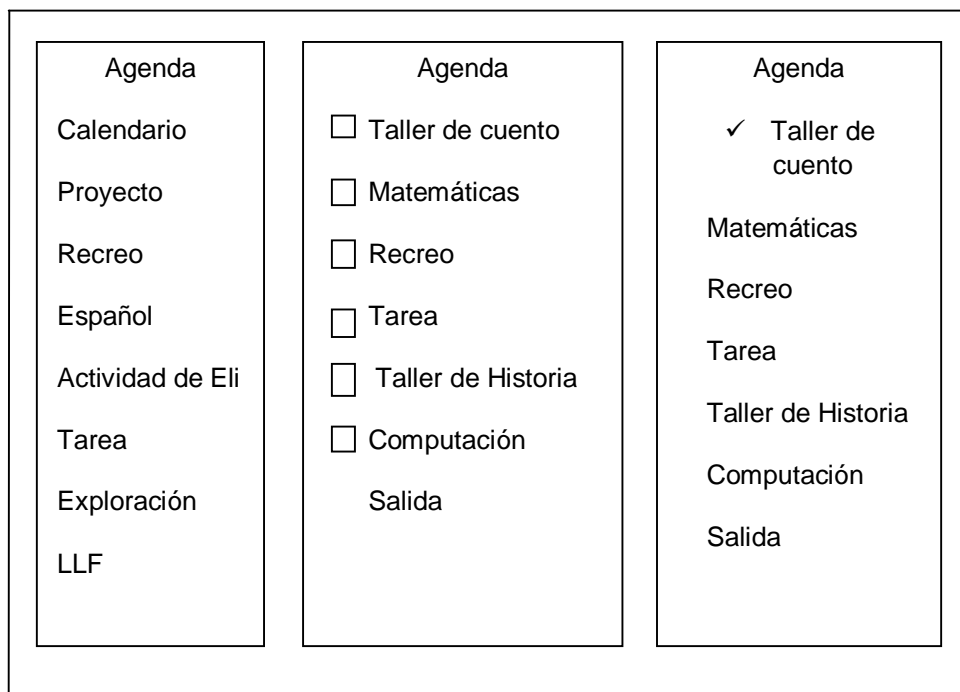 Agenda
Calendario
Proyecto
Recreo
Español
Actividad de Eli
Tarea
Exploración
LLF
Agenda
Taller de cuento
Matemáticas
Recreo
Tarea
Taller de Historia
Computación
Salida
Agenda
✓ Taller de
cuento
Matemáticas
Recreo
Tarea
Taller de Historia
Computación
Salida